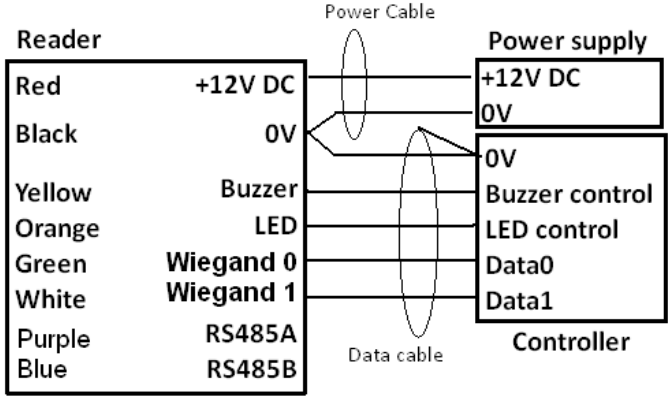 Power Cable
Reader
Power supply
Red +12V DC
+12V DC
Black 0V
0V
0V
Yellow Buzzer
Buzzer control
Orange LED
LED control
Green Wiegand 0
Data0
White Wiegand 1
Data1
Purple RS485A
Controller
Data cable
Blue RS485B